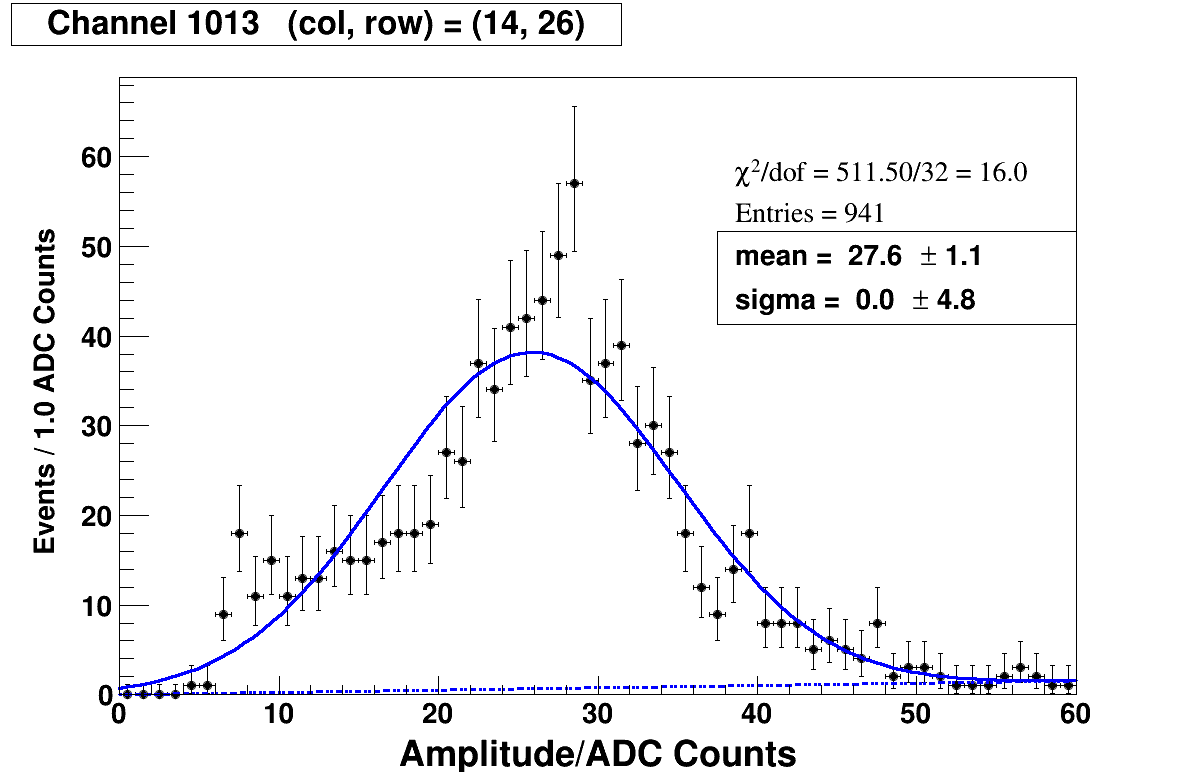 Channel 1013 (col, row) = (14, 26)
χ²/dof = 511.50/32 = 16.0
Entries = 941
mean = 27.6 ± 1.1
sigma = 0.0 ± 4.8
Events / 1.0 ADC Counts
60
50
40
30
20
10
0
0 10 20 30 40 50 60
Amplitude/ADC Counts